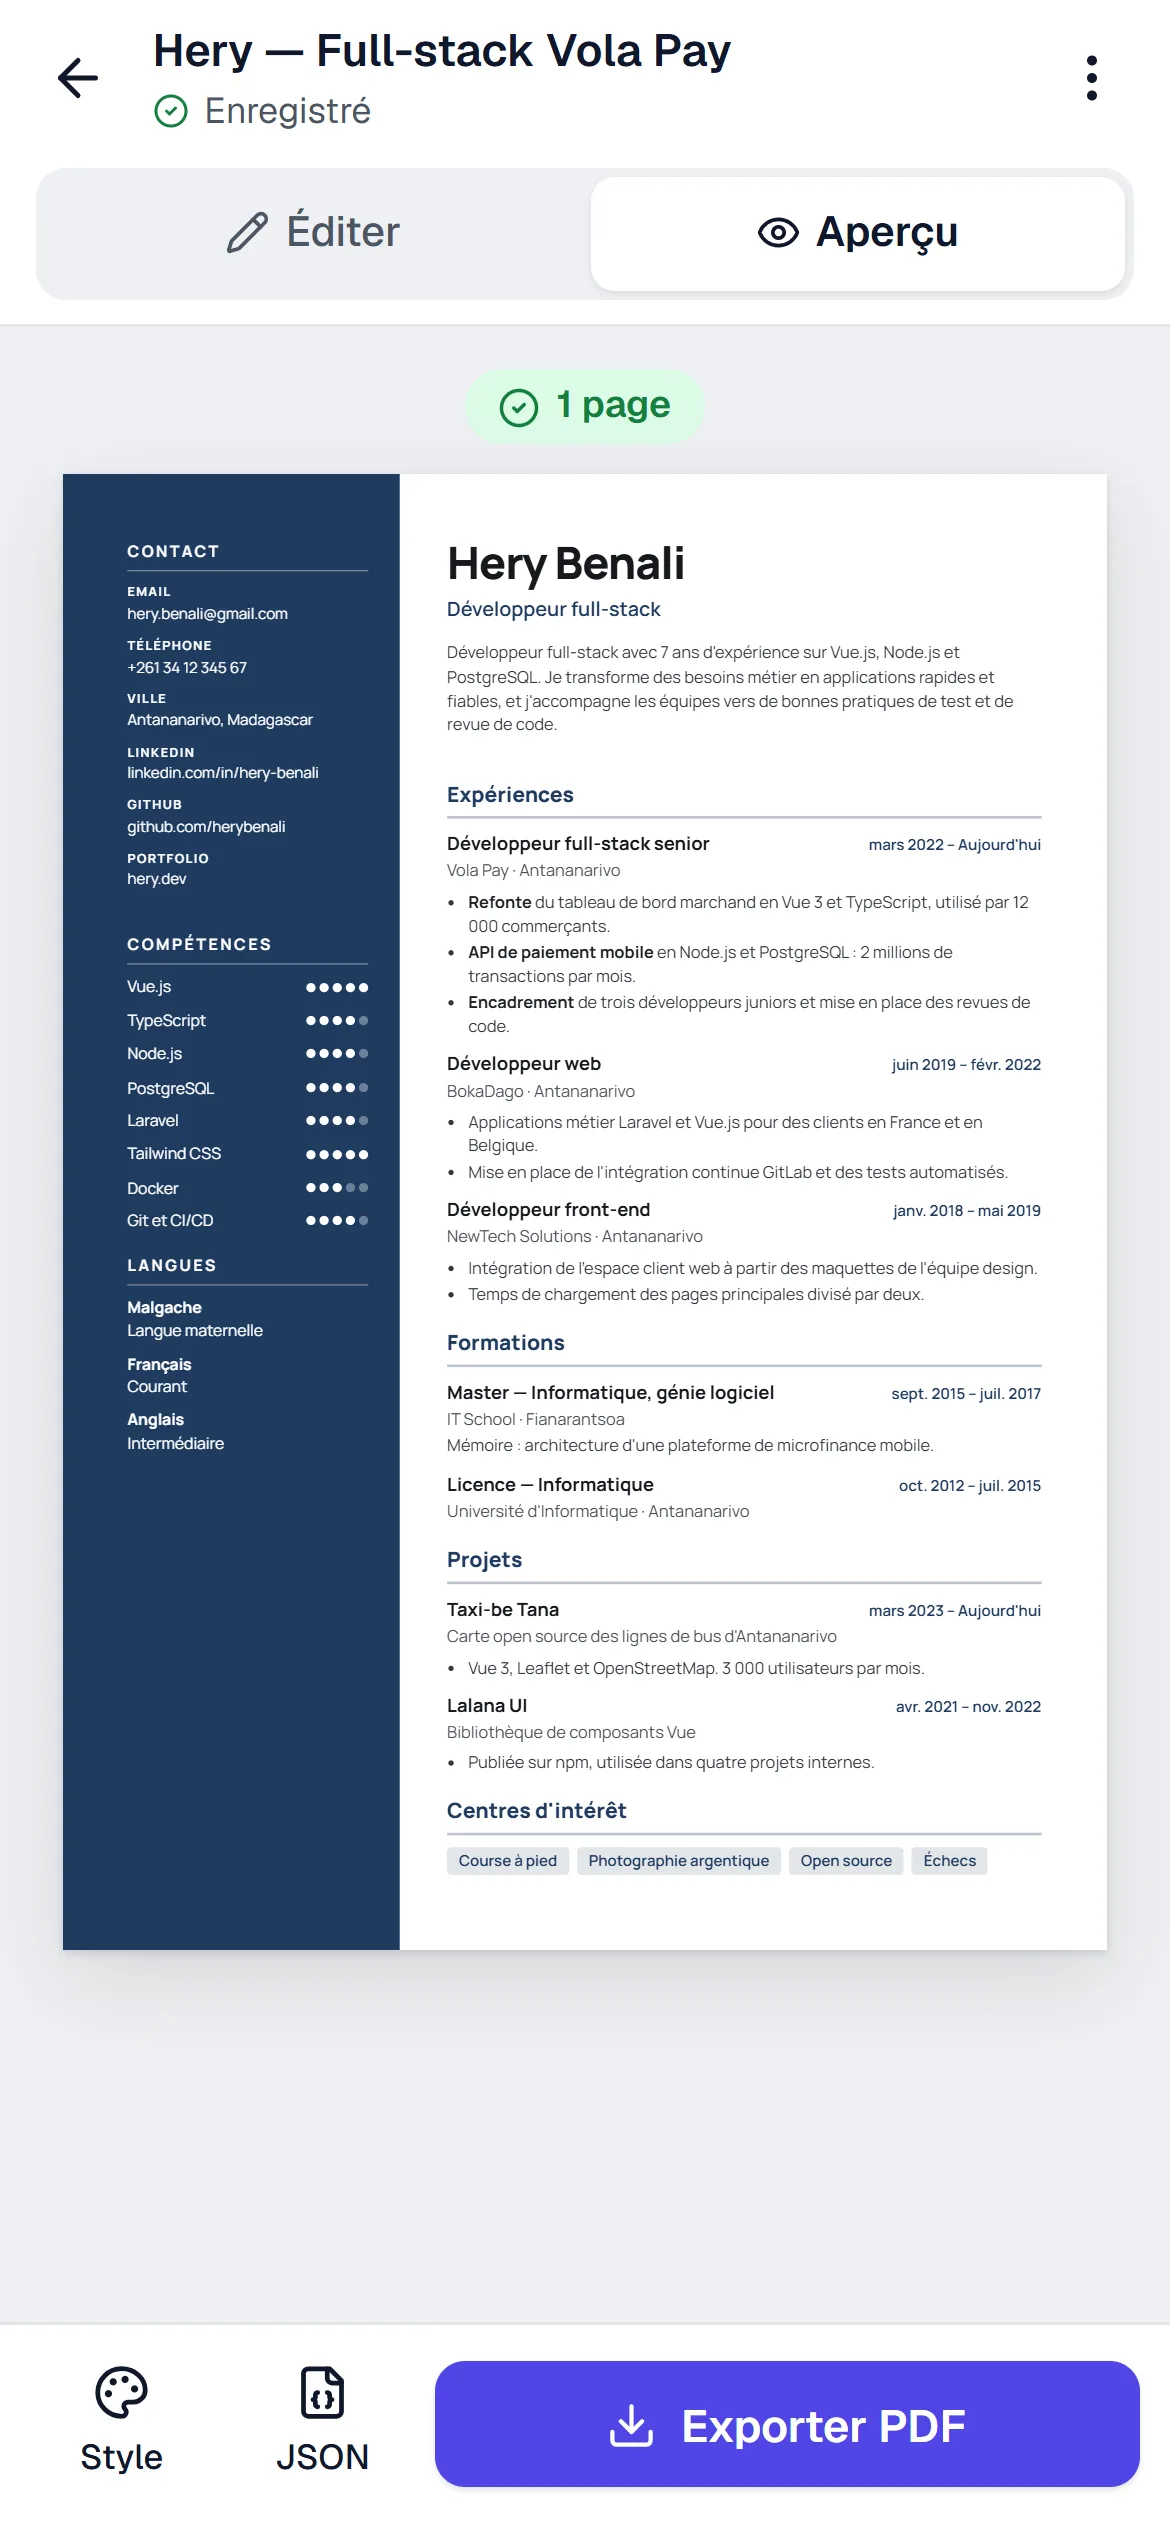 Hery — Full-stack Vola Pay
Enregistré
Éditer
Aperçu
1 page
CONTACT
EMAIL
hery.benali@gmail.com
TÉLÉPHONE
+261 34 12 345 67
VILLE
Antananarivo, Madagascar
LINKEDIN
linkedin.com/in/hery-benali
GITHUB
github.com/herybenali
PORTFOLIO
hery.dev
COMPÉTENCES
Vue.js
TypeScript
Node.js
PostgreSQL
Laravel
Tailwind CSS
Docker
Git et CI/CD
LANGUES
Malgache
Langue maternelle
Français
Courant
Anglais
Intermédiaire
Hery Benali
Développeur full-stack
Développeur full-stack avec 7 ans d'expérience sur Vue.js, Node.js et
PostgreSQL. Je transforme des besoins métier en applications rapides et
fiables, et j'accompagne les équipes vers de bonnes pratiques de test et de
revue de code.
Expériences
Développeur full-stack senior mars 2022 – Aujourd'hui
Vola Pay · Antananarivo
• Refonte du tableau de bord marchand en Vue 3 et TypeScript, utilisé par 12
000 commerçants.
• API de paiement mobile en Node.js et PostgreSQL : 2 millions de
transactions par mois.
• Encadrement de trois développeurs juniors et mise en place des revues de
code.
Développeur web juin 2019 – févr. 2022
BokaDago · Antananarivo
• Applications métier Laravel et Vue.js pour des clients en France et en
Belgique.
• Mise en place de l'intégration continue GitLab et des tests automatisés.
Développeur front-end janv. 2018 – mai 2019
NewTech Solutions · Antananarivo
• Intégration de l'espace client web à partir des maquettes de l'équipe design.
• Temps de chargement des pages principales divisé par deux.
Formations
Master — Informatique, génie logiciel sept. 2015 – juil. 2017
IT School · Fianarantsoa
Mémoire : architecture d'une plateforme de microfinance mobile.
Licence — Informatique oct. 2012 – juil. 2015
Université d'Informatique · Antananarivo
Projets
Taxi-be Tana mars 2023 – Aujourd'hui
Carte open source des lignes de bus d'Antananarivo
• Vue 3, Leaflet et OpenStreetMap. 3 000 utilisateurs par mois.
Lalana UI avr. 2021 – nov. 2022
Bibliothèque de composants Vue
• Publiée sur npm, utilisée dans quatre projets internes.
Centres d'intérêt
Course à pied Photographie argentique Open source Échecs
Style
JSON
Exporter PDF